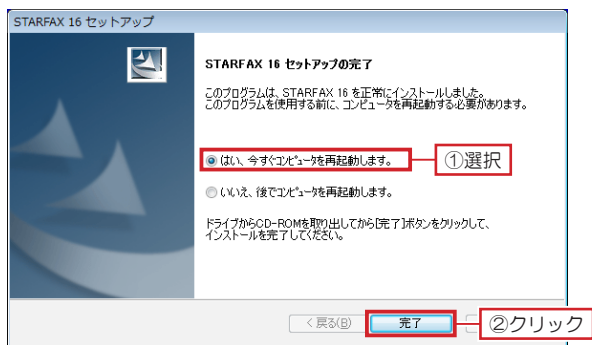 STARFAX 16 セットアップ
STARFAX 16 セットアップの完了
このプログラムは、STARFAX 16 を正常にインストールしました。
このプログラムを使用する前に、コンピュータを再起動する必要があります。
はい、今すぐコンピュータを再起動します。
①選択
いいえ、後でコンピュータを再起動します。
ドライブからCD-ROMを取り出してから[完了]ボタンをクリックして、
インストールを完了してください。
< 戻る(B)
完了
②クリック